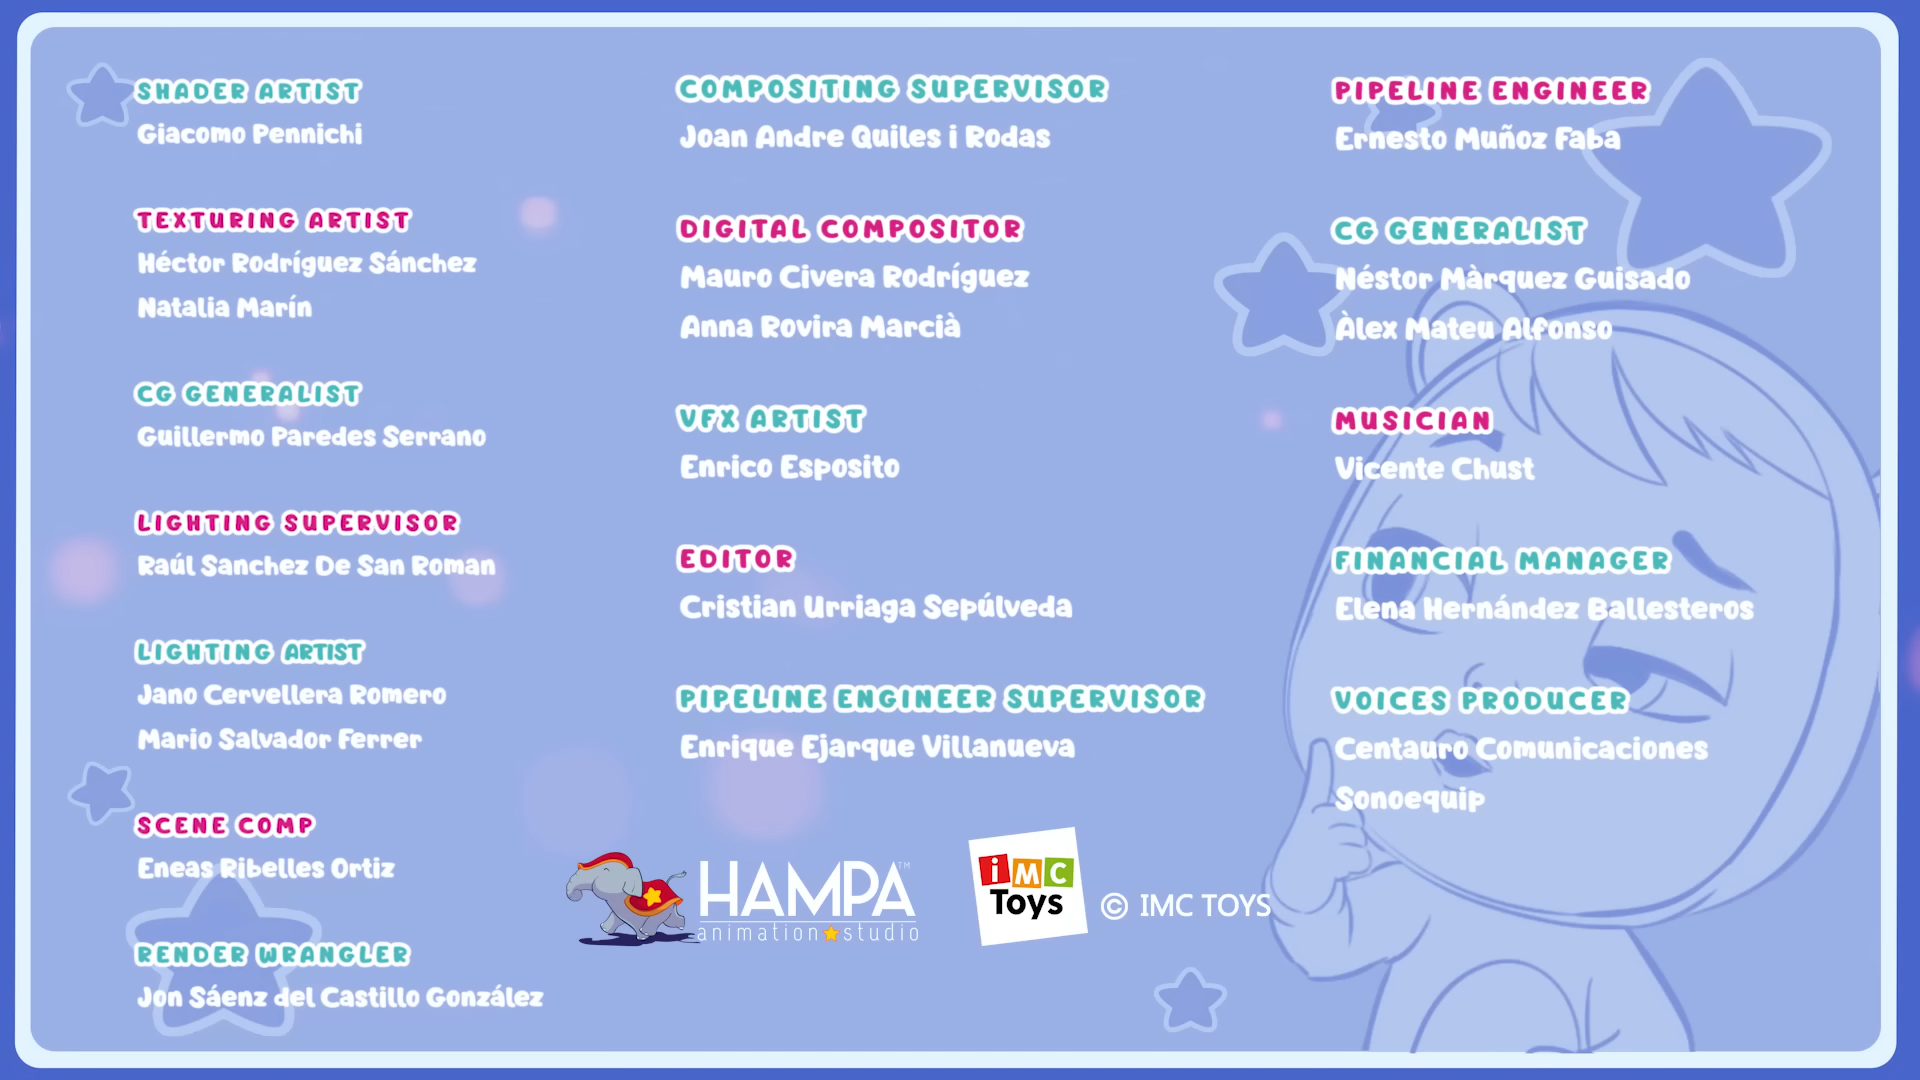 SHADER ARTIST
Giacomo Pennichi
TEXTURING ARTIST
Héctor Rodríguez Sánchez
Natalia Marín
CG GENERALIST
Guillermo Paredes Serrano
LIGHTING SUPERVISOR
Raúl Sanchez De San Roman
LIGHTING ARTIST
Jano Cervellera Romero
Mario Salvador Ferrer
SCENE COMP
Eneas Ribelles Ortiz
RENDER WRANGLER
Jon Sáenz del Castillo González
COMPOSITING SUPERVISOR
Joan Andre Quiles i Rodas
DIGITAL COMPOSITOR
Mauro Civera Rodríguez
Anna Rovira Marcià
VFX ARTIST
Enrico Esposito
EDITOR
Cristian Urriaga Sepúlveda
PIPELINE ENGINEER SUPERVISOR
Enrique Ejarque Villanueva
HAMPA™
animation studio
iMC
Toys
© IMC TOYS
PIPELINE ENGINEER
Ernesto Muñoz Faba
CG GENERALIST
Néstor Màrquez Guisado
Àlex Mateu Alfonso
MUSICIAN
Vicente Chust
FINANCIAL MANAGER
Elena Hernández Ballesteros
VOICES PRODUCER
Centauro Comunicaciones
Sonoequip